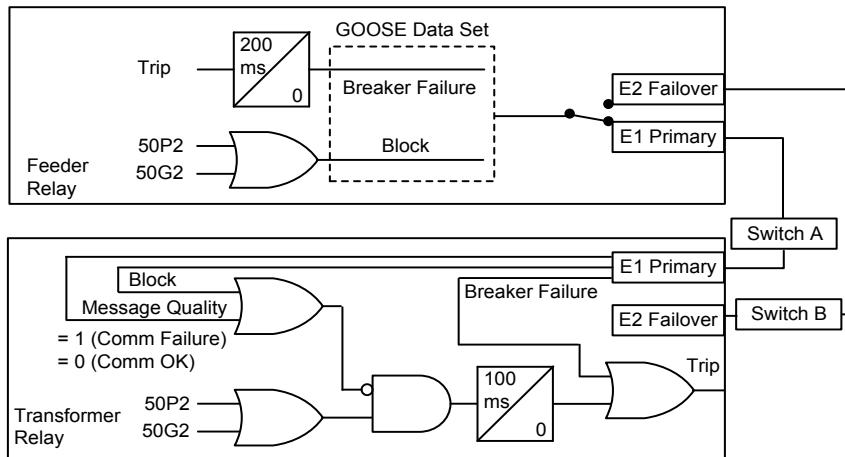 GOOSE Data Set
200
ms
0
Trip
Breaker Failure
E2 Failover
E1 Primary
50P2
50G2
Block
Feeder
Relay
Switch A
E1 Primary
Block
Breaker Failure
Message Quality
= 1 (Comm Failure)
= 0 (Comm OK)
E2 Failover
Switch B
Trip
100
ms
0
50P2
50G2
Transformer
Relay